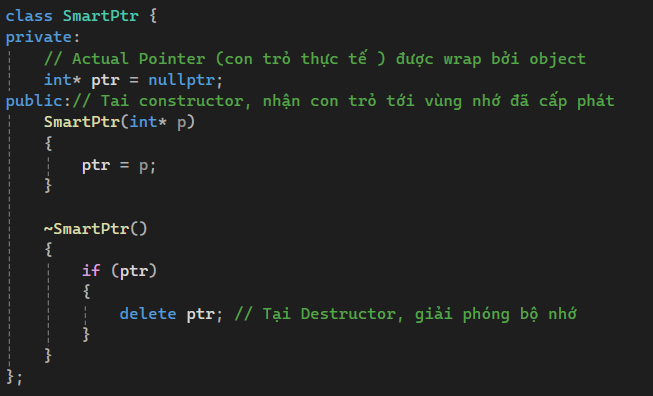 class SmartPtr {
private:
// Actual Pointer (con trỏ thực tế ) được wrap bởi object
int* ptr = nullptr;
public:// Tai constructor, nhận con trỏ tới vùng nhớ đã cấp phát
SmartPtr(int* p)
{
ptr = p;
}
~SmartPtr()
{
if (ptr)
{
delete ptr; // Tại Destructor, giải phóng bộ nhớ
}
}
};